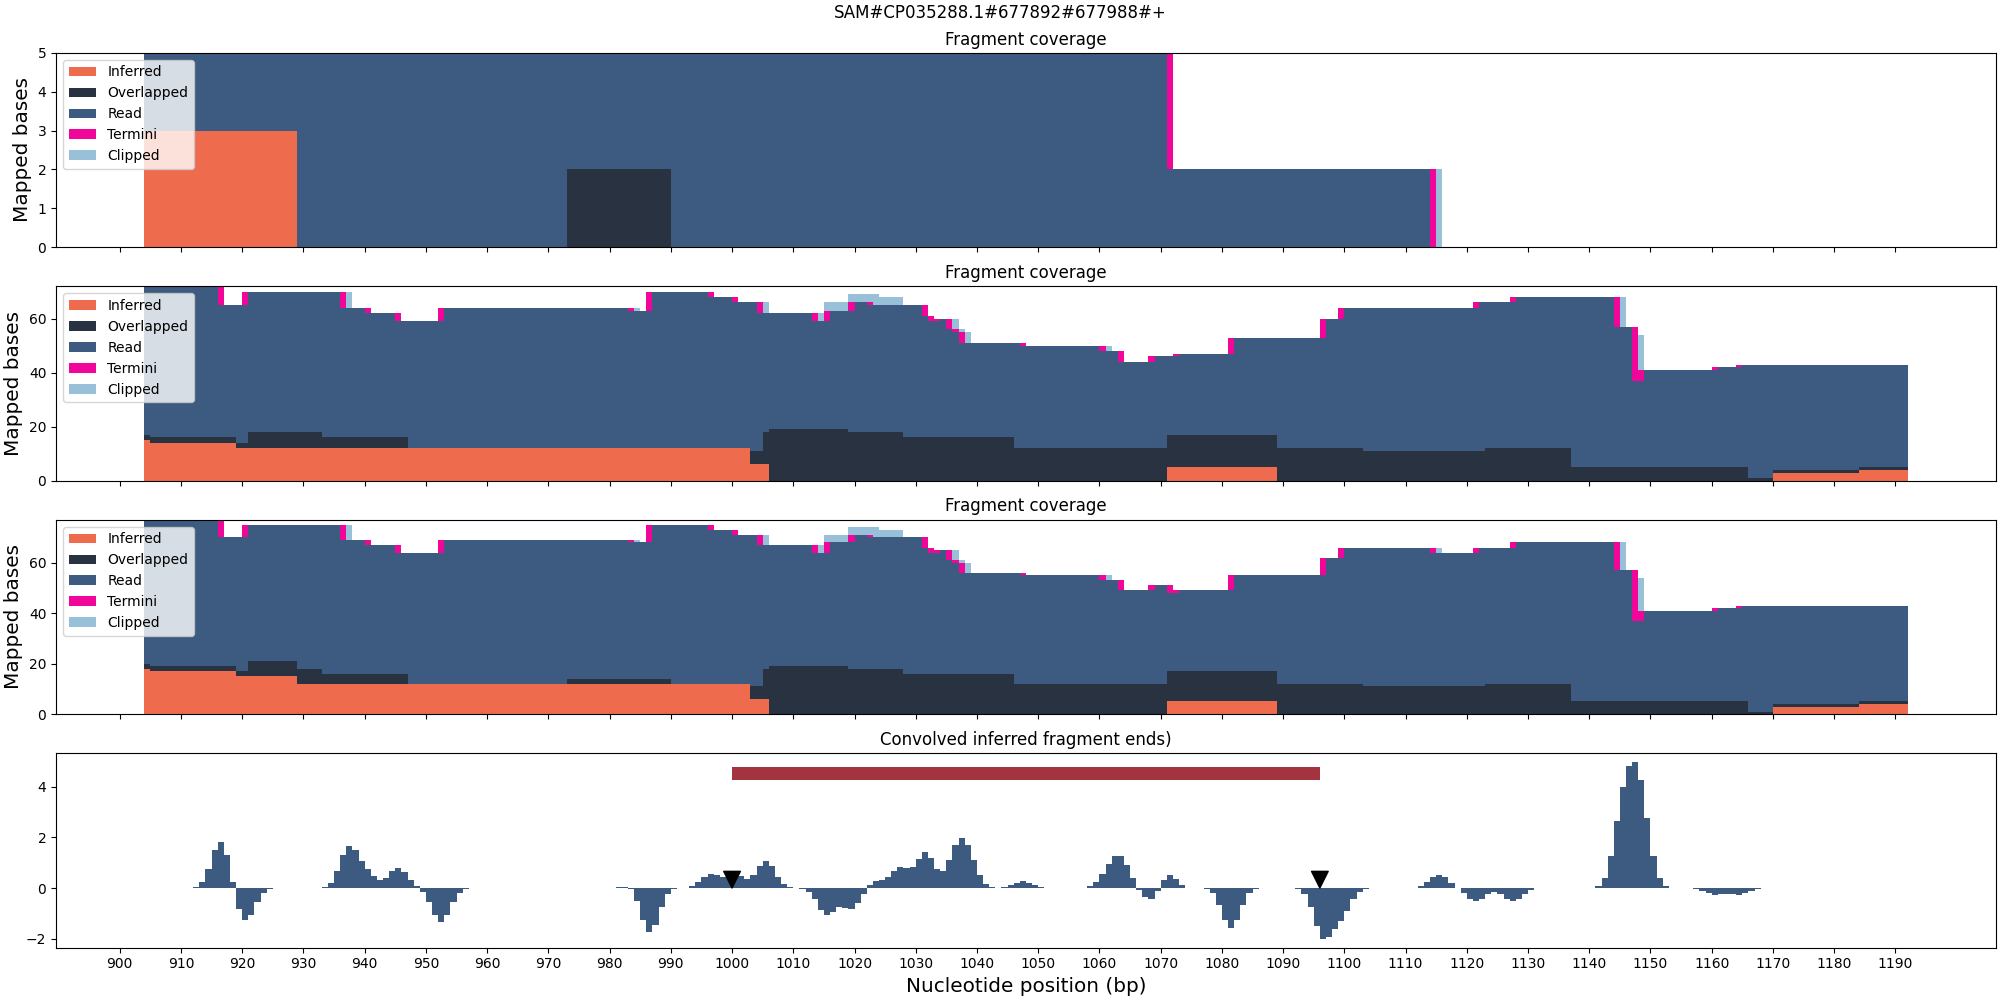 SAM#CP035288.1#677892#677988#+
Fragment coverage
Mapped bases
5
4
3
2
1
0
Inferred
Overlapped
Read
Termini
Clipped
Fragment coverage
Mapped bases
60
40
20
0
Inferred
Overlapped
Read
Termini
Clipped
Fragment coverage
Mapped bases
60
40
20
0
Inferred
Overlapped
Read
Termini
Clipped
Convolved inferred fragment ends)
4
2
0
−2
900 910 920 930 940 950 960 970 980 990 1000 1010 1020 1030 1040 1050 1060 1070 1080 1090 1100 1110 1120 1130 1140 1150 1160 1170 1180 1190
Nucleotide position (bp)